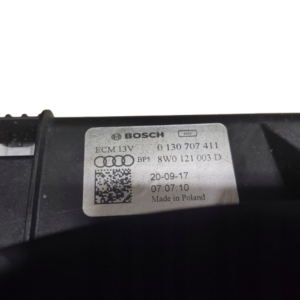 BOSCH
ECM 13V 0 130 707 411
BP5 8W0 121 003 D
20-09-17
07 07 10
Made in Poland